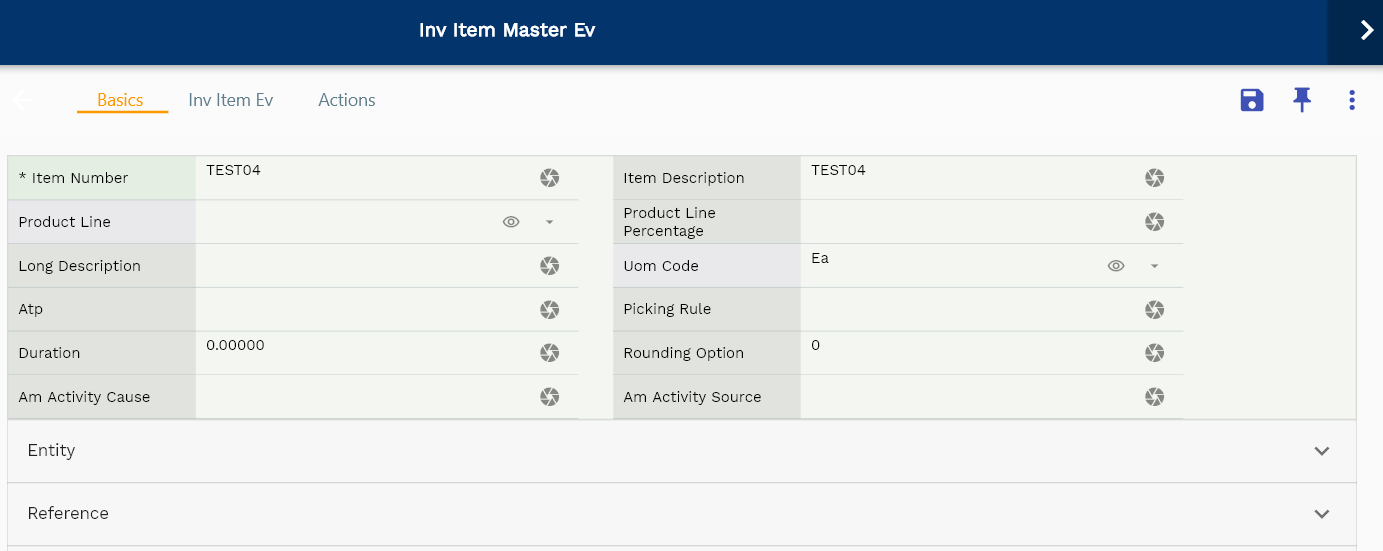 Inv Item Master Ev
Basics Inv Item Ev Actions
* Item Number TEST04 Item Description TEST04
Product Line Product Line
Percentage
Long Description Uom Code Ea
Atp Picking Rule
Duration 0.00000 Rounding Option 0
Am Activity Cause Am Activity Source
Entity
Reference